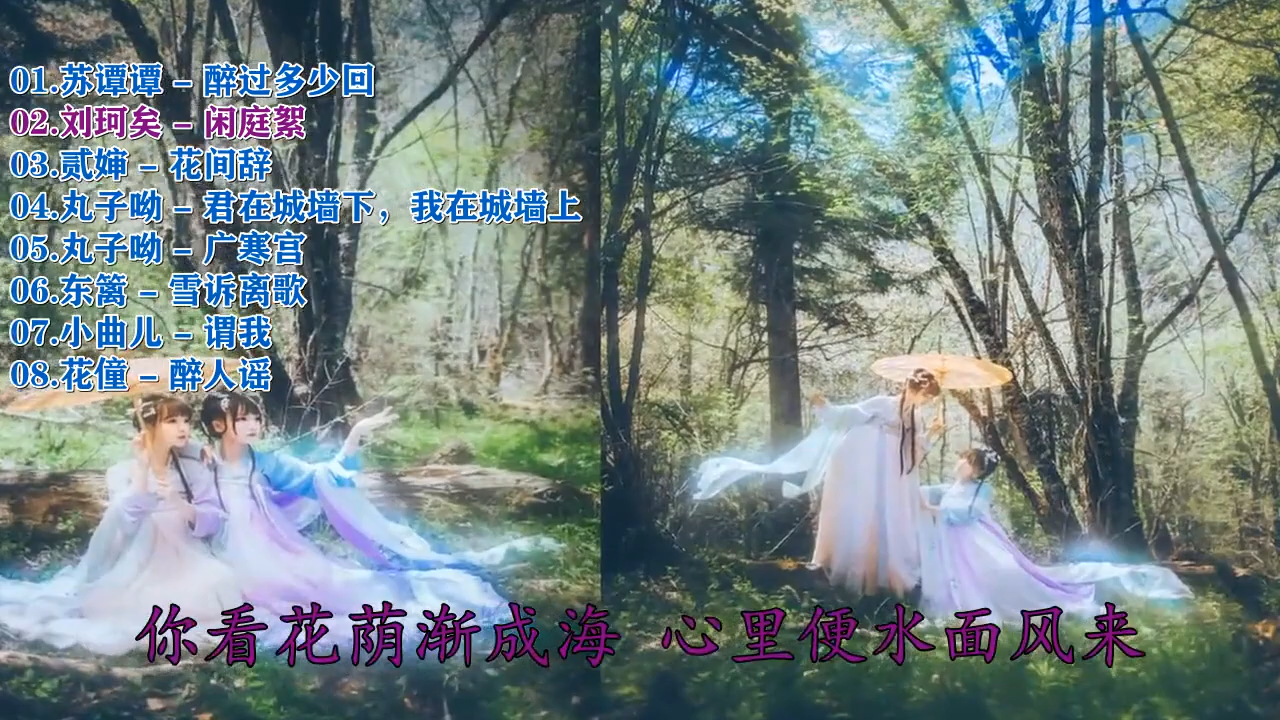 01.苏谭谭 - 醉过多少回
02.刘珂矣 - 闲庭絮
03.贰婶 - 花间辞
04.丸子呦 - 君在城墙下，我在城墙上
05.丸子呦 - 广寒宫
06.东篱 - 雪诉离歌
07.小曲儿 - 谓我
08.花僮 - 醉人谣
你看花荫渐成海 心里便水面风来